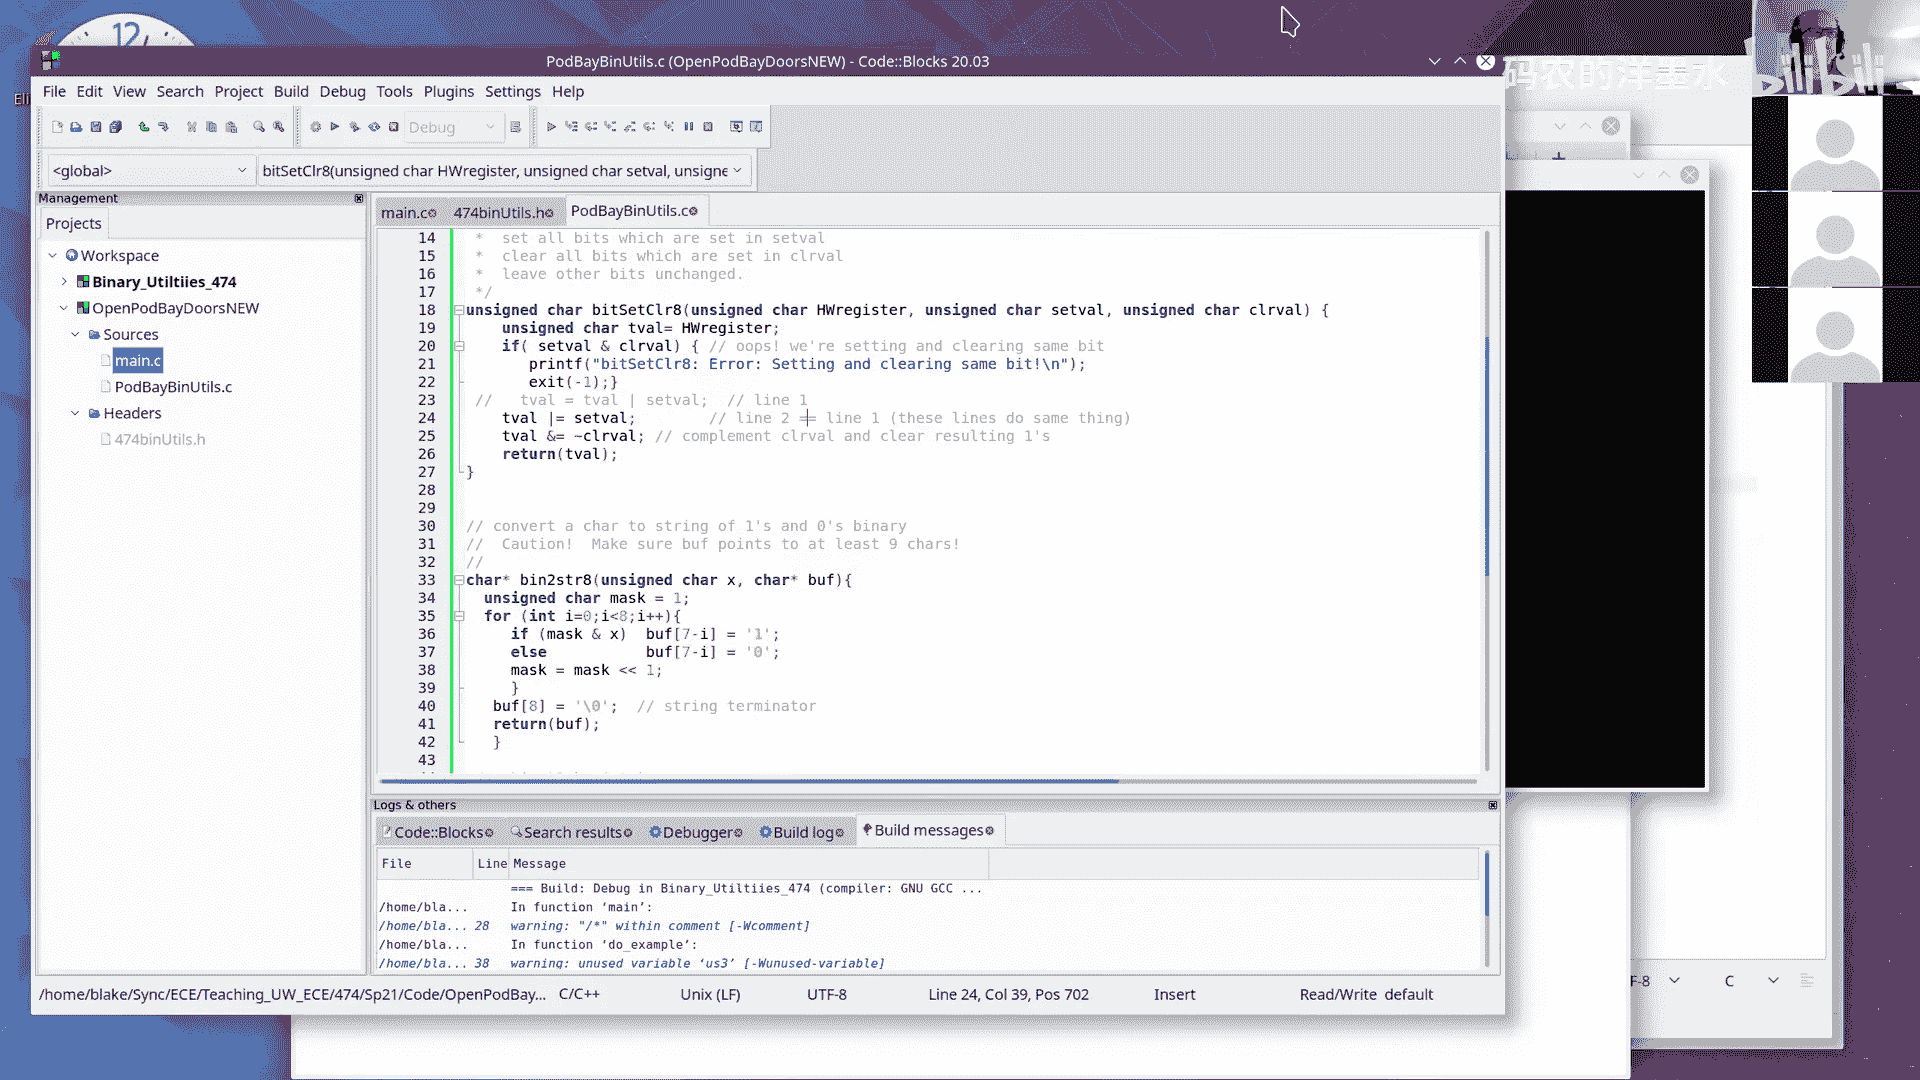 12
PodBayBinUtils.c (OpenPodBayDoorsNEW) - Code::Blocks 20.03
码农的洋墨水
bilibili
File Edit View Search Project Build Debug Tools Plugins Settings Help
Debug
<global>
bitSetClr8(unsigned char HWregister, unsigned char setval, unsigne
Management
Projects
Workspace
Binary_Utiltiies_474
OpenPodBayDoorsNEW
Sources
main.c
PodBayBinUtils.c
Headers
474binUtils.h
main.c 474binUtils.h PodBayBinUtils.c
14 * set all bits which are set in setval
15 * clear all bits which are set in clrval
16 * leave other bits unchanged.
17 */
18 unsigned char bitSetClr8(unsigned char HWregister, unsigned char setval, unsigned char clrval) {
19 unsigned char tval= HWregister;
20 if( setval & clrval) { // oops! we're setting and clearing same bit
21 printf("bitSetClr8: Error: Setting and clearing same bit!\n");
22 exit(-1);}
23 // tval = tval | setval; // line 1
24 tval |= setval; // line 2 == line 1 (these lines do same thing)
25 tval &= ~clrval; // complement clrval and clear resulting 1's
26 return(tval);
27 }
28
29
30 // convert a char to string of 1's and 0's binary
31 // Caution! Make sure buf points to at least 9 chars!
32 //
33 char* bin2str8(unsigned char x, char* buf){
34 unsigned char mask = 1;
35 for (int i=0;i<8;i++){
36 if (mask & x) buf[7-i] = '1';
37 else buf[7-i] = '0';
38 mask = mask << 1;
39 }
40 buf[8] = '\0'; // string terminator
41 return(buf);
42 }
43
Logs & others
Code::Blocks Search results Debugger Build log Build messages
File Line Message
=== Build: Debug in Binary_Utiltiies_474 (compiler: GNU GCC ...
/home/bla... In function ‘main’:
/home/bla... 28 warning: "/*" within comment [-Wcomment]
/home/bla... In function ‘do_example’:
/home/bla... 38 warning: unused variable ‘us3’ [-Wunused-variable]
/home/blake/Sync/ECE/Teaching_UW_ECE/474/Sp21/Code/OpenPodBay... C/C++ Unix (LF) UTF-8 Line 24, Col 39, Pos 702 Insert Read/Write default
F-8 C